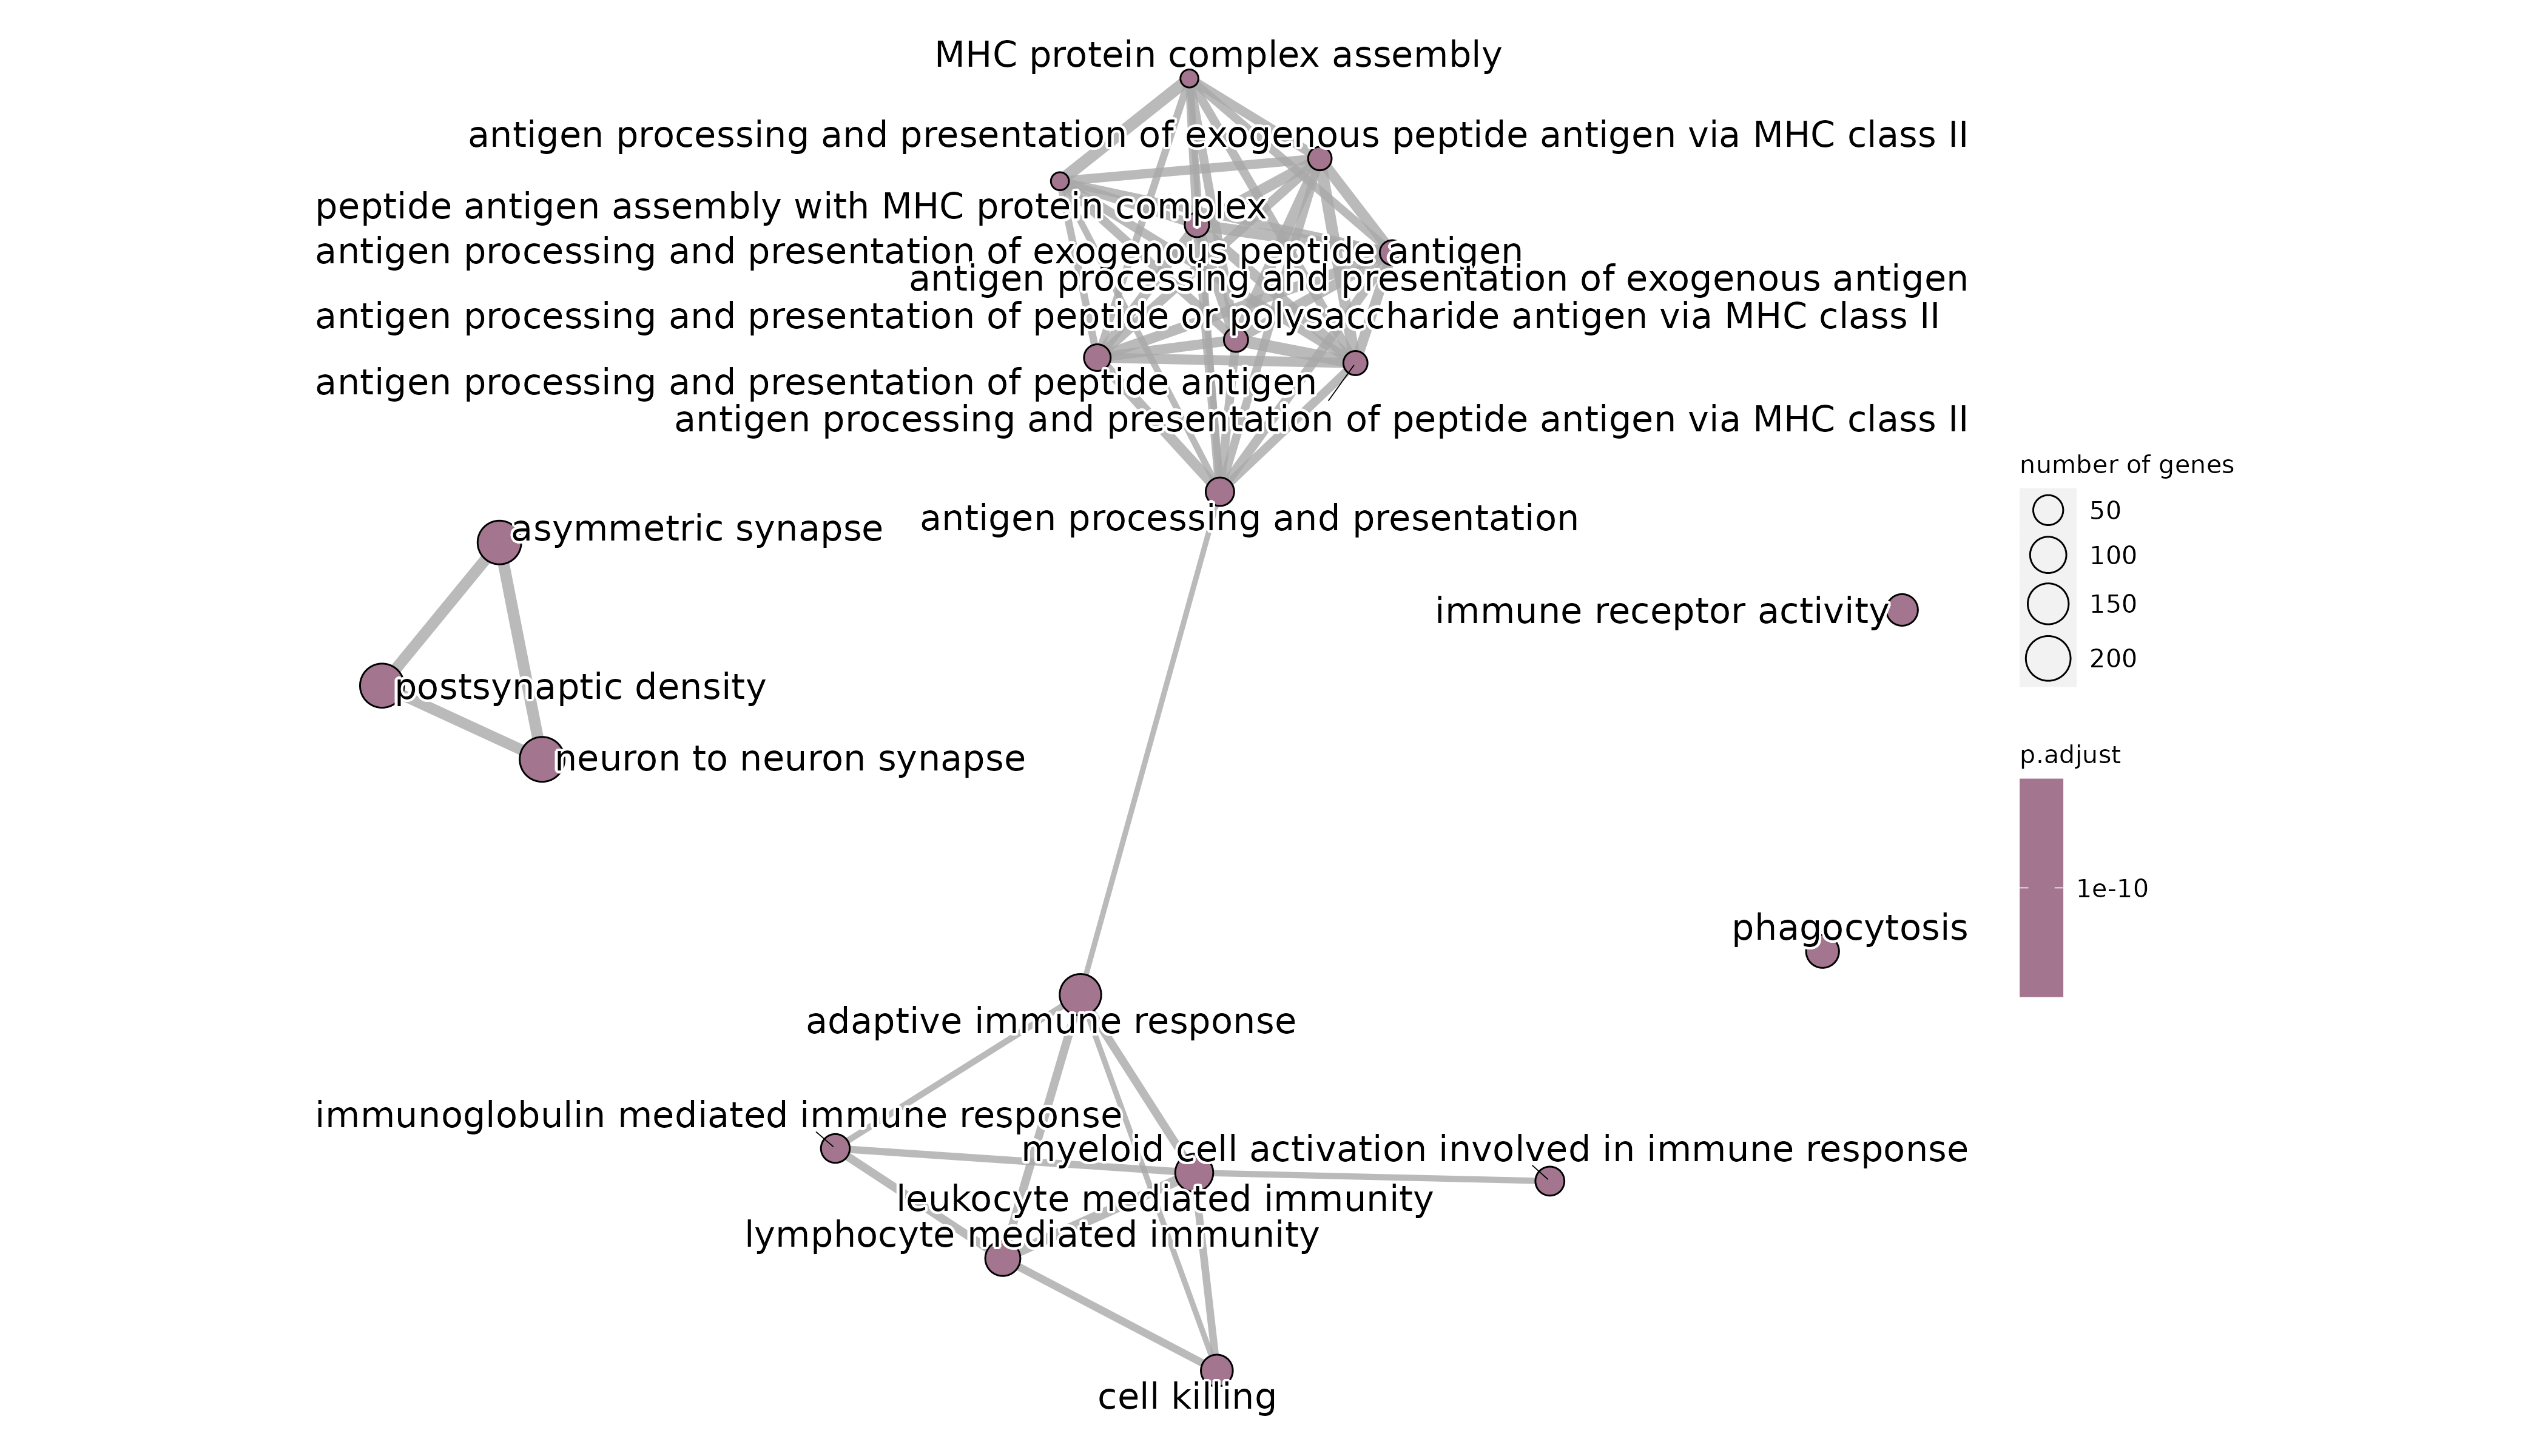 MHC protein complex assembly
antigen processing and presentation of exogenous peptide antigen via MHC class II
peptide antigen assembly with MHC protein complex
antigen processing and presentation of exogenous peptide antigen
antigen processing and presentation of exogenous antigen
antigen processing and presentation of peptide or polysaccharide antigen via MHC class II
antigen processing and presentation of peptide antigen
antigen processing and presentation of peptide antigen via MHC class II
antigen processing and presentation
asymmetric synapse
postsynaptic density
neuron to neuron synapse
immune receptor activity
phagocytosis
adaptive immune response
immunoglobulin mediated immune response
myeloid cell activation involved in immune response
leukocyte mediated immunity
lymphocyte mediated immunity
cell killing
number of genes
50
100
150
200
p.adjust
1e-10